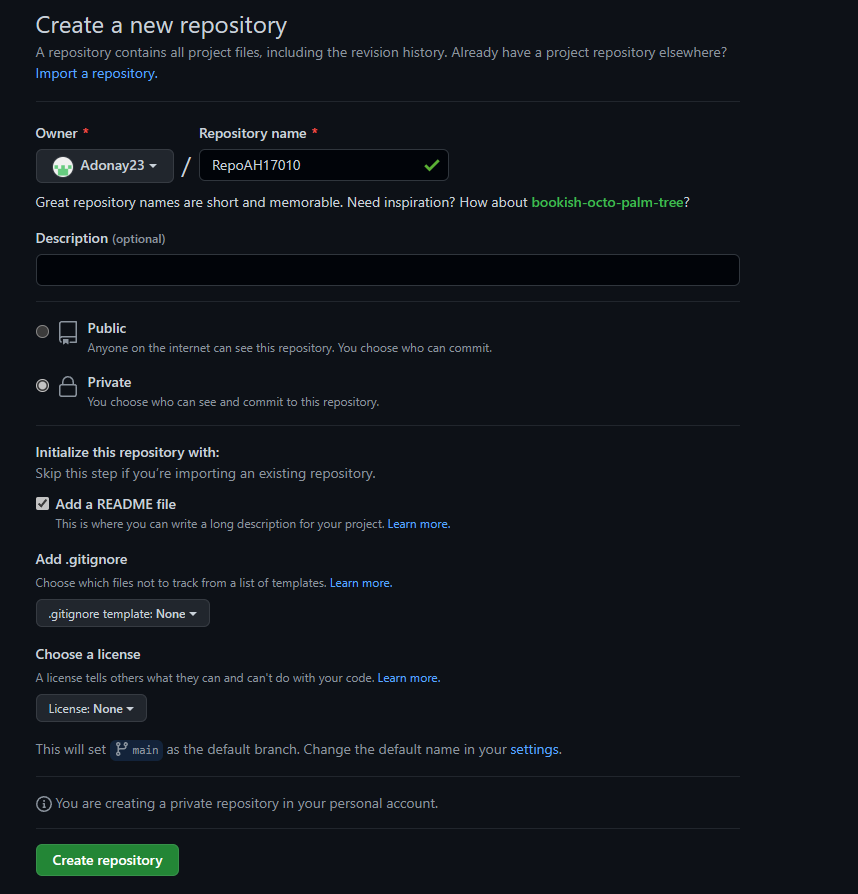 Create a new repository
A repository contains all project files, including the revision history. Already have a project repository elsewhere?
Import a repository.
Owner *
Repository name *
Adonay23
/
RepoAH17010
Great repository names are short and memorable. Need inspiration? How about bookish-octo-palm-tree?
Description (optional)
Public
Anyone on the internet can see this repository. You choose who can commit.
Private
You choose who can see and commit to this repository.
Initialize this repository with:
Skip this step if you're importing an existing repository.
Add a README file
This is where you can write a long description for your project. Learn more.
Add .gitignore
Choose which files not to track from a list of templates. Learn more.
.gitignore template: None
Choose a license
A license tells others what they can and can't do with your code. Learn more.
License: None
This will set main as the default branch. Change the default name in your settings.
You are creating a private repository in your personal account.
Create repository